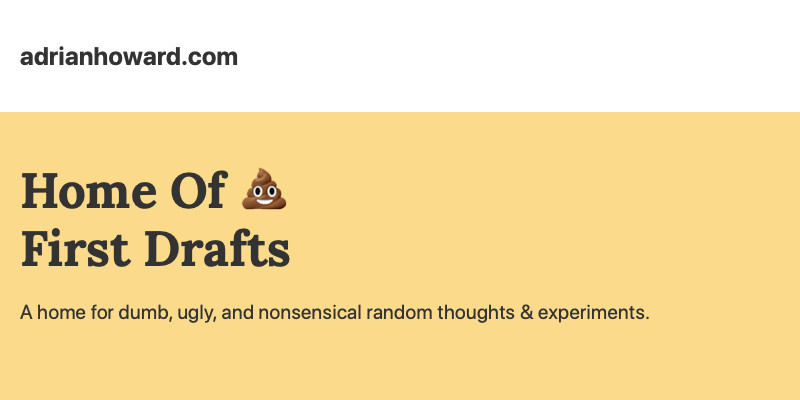 adrianhoward.com
Home Of 💩
First Drafts
A home for dumb, ugly, and nonsensical random thoughts & experiments.